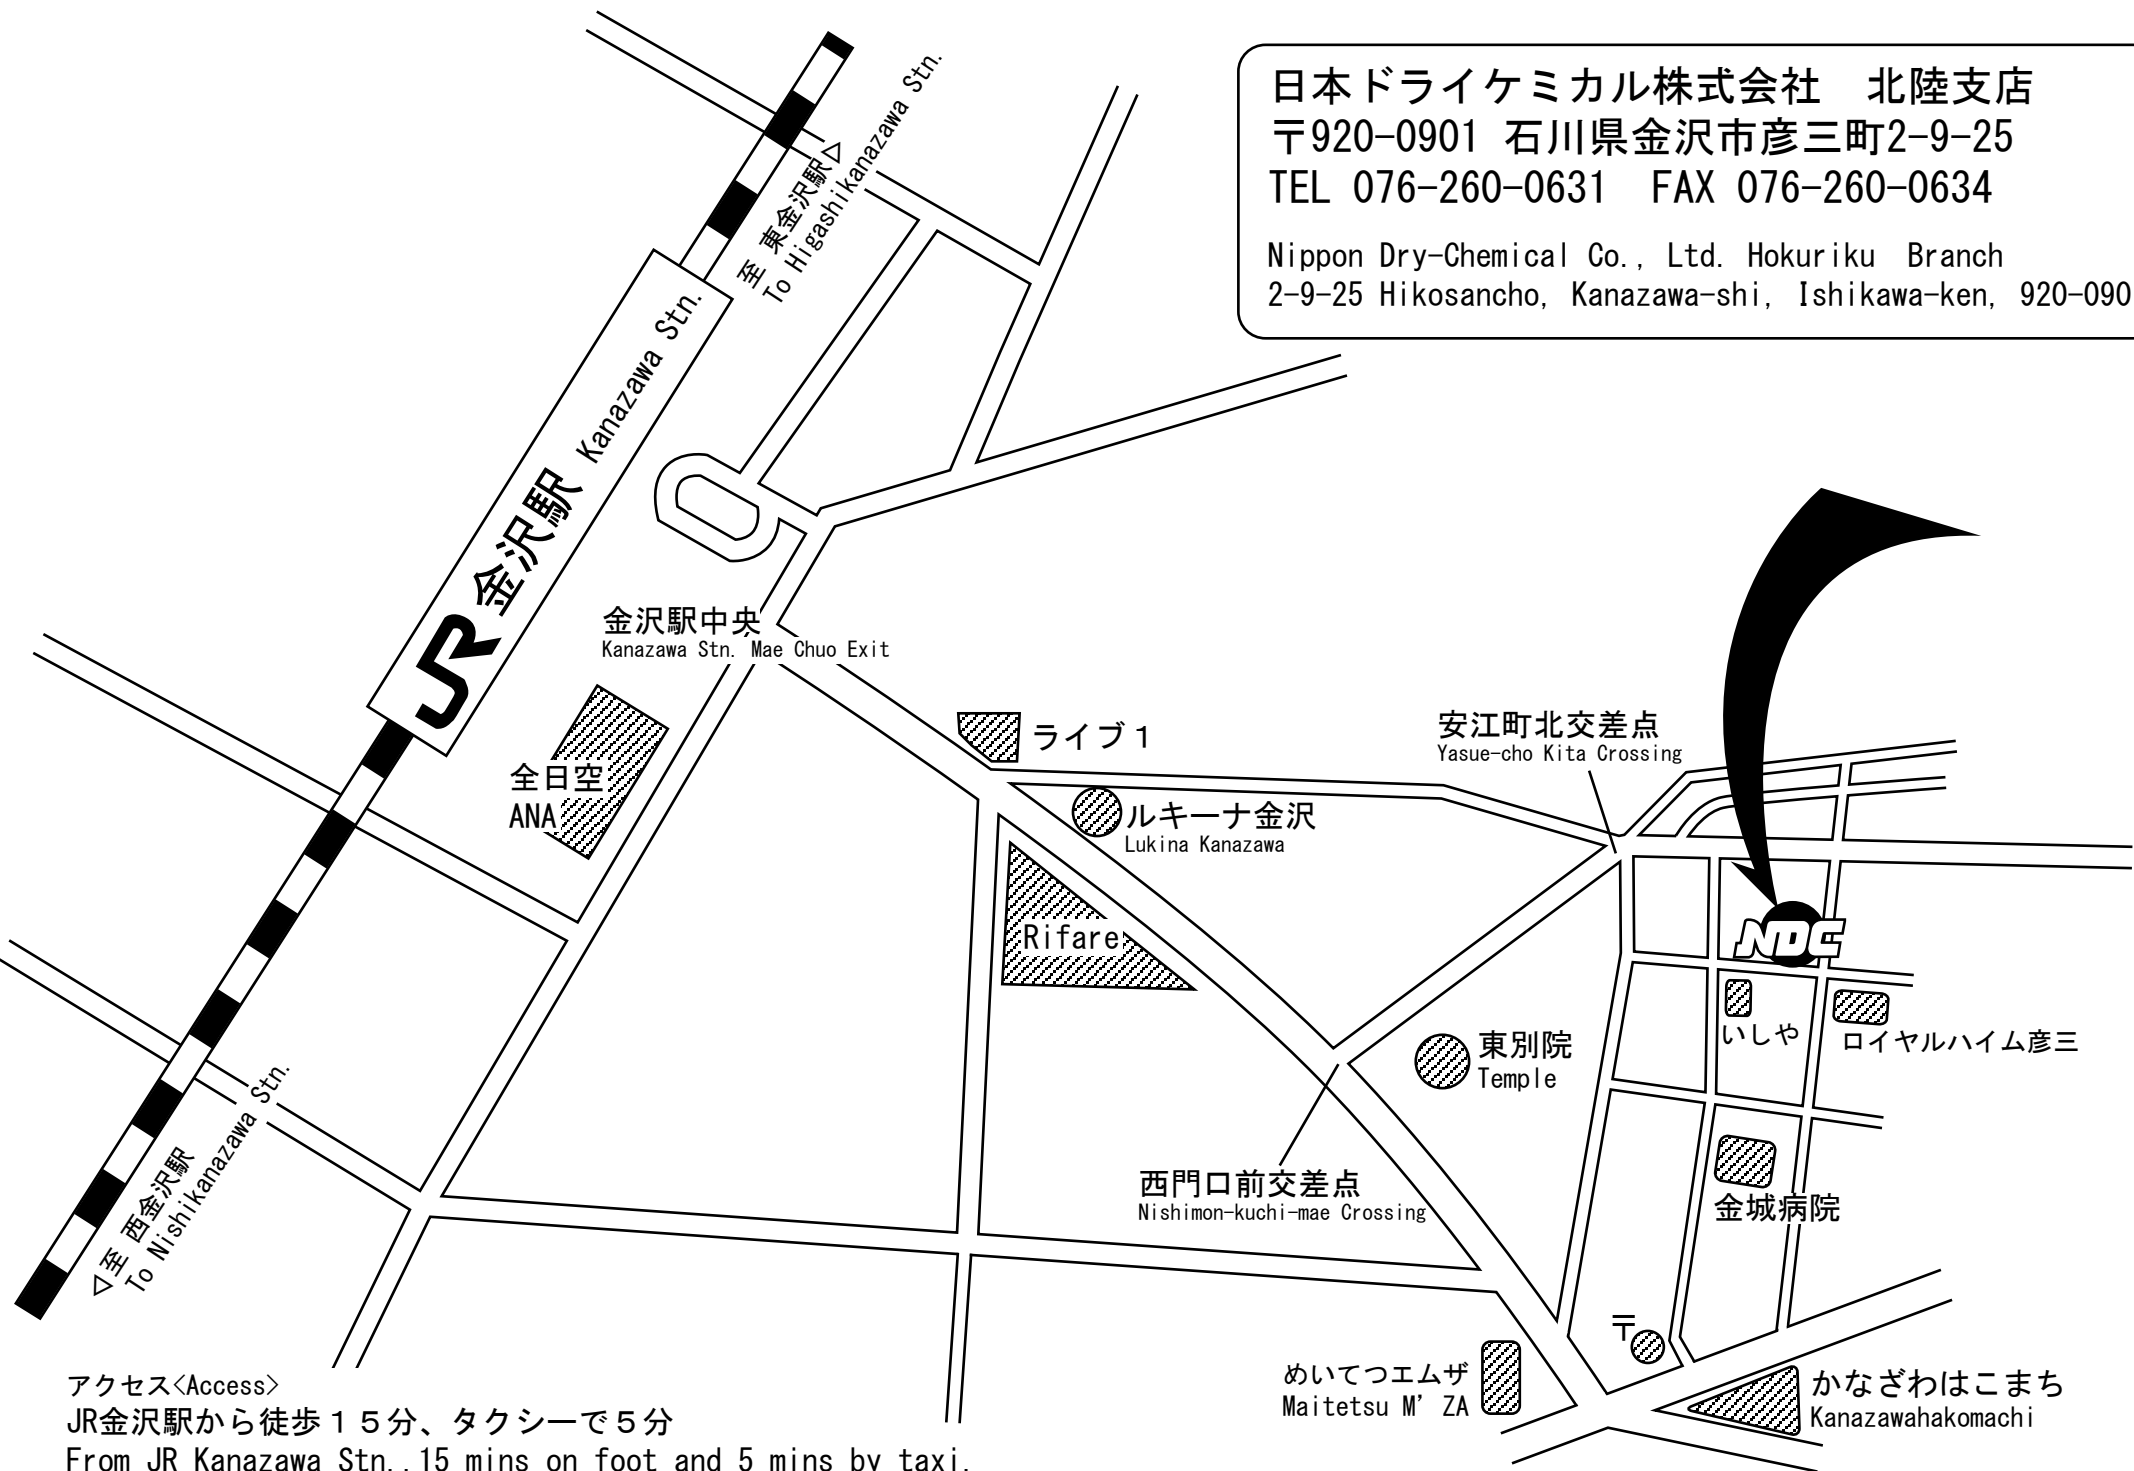 日本ドライケミカル株式会社　北陸支店
〒920-0901 石川県金沢市彦三町2-9-25
TEL 076-260-0631　FAX 076-260-0634
Nippon Dry-Chemical Co., Ltd. Hokuriku Branch
2-9-25 Hikosancho, Kanazawa-shi, Ishikawa-ken, 920-090
至 東金沢駅▷
To Higashikanazawa Stn.
JR 金沢駅 Kanazawa Stn.
金沢駅中央
Kanazawa Stn. Mae Chuo Exit
全日空
ANA
ライブ１
ルキーナ金沢
Lukina Kanazawa
Rifare
安江町北交差点
Yasue-cho Kita Crossing
NDC
いしや
ロイヤルハイム彦三
東別院
Temple
西門口前交差点
Nishimon-kuchi-mae Crossing
金城病院
◁至 西金沢駅
To Nishikanazawa Stn.
〒
めいてつエムザ
Maitetsu M’ZA
かなざわはこまち
Kanazawahakomachi
アクセス<Access>
JR金沢駅から徒歩１５分、タクシーで５分
From JR Kanazawa Stn.,15 mins on foot and 5 mins by taxi.